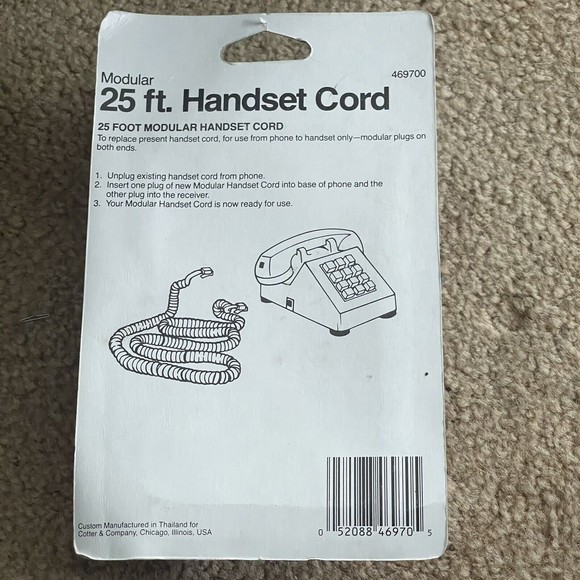 Modular
469700
25 ft. Handset Cord
25 FOOT MODULAR HANDSET CORD
To replace present handset cord, for use from phone to handset only—modular plugs on
both ends.
1. Unplug existing handset cord from phone.
2. Insert one plug of new Modular Handset Cord into base of phone and the
other plug into the receiver.
3. Your Modular Handset Cord is now ready for use.
Custom Manufactured in Thailand for
Cotter & Company, Chicago, Illinois, USA
0 52088 46970 5